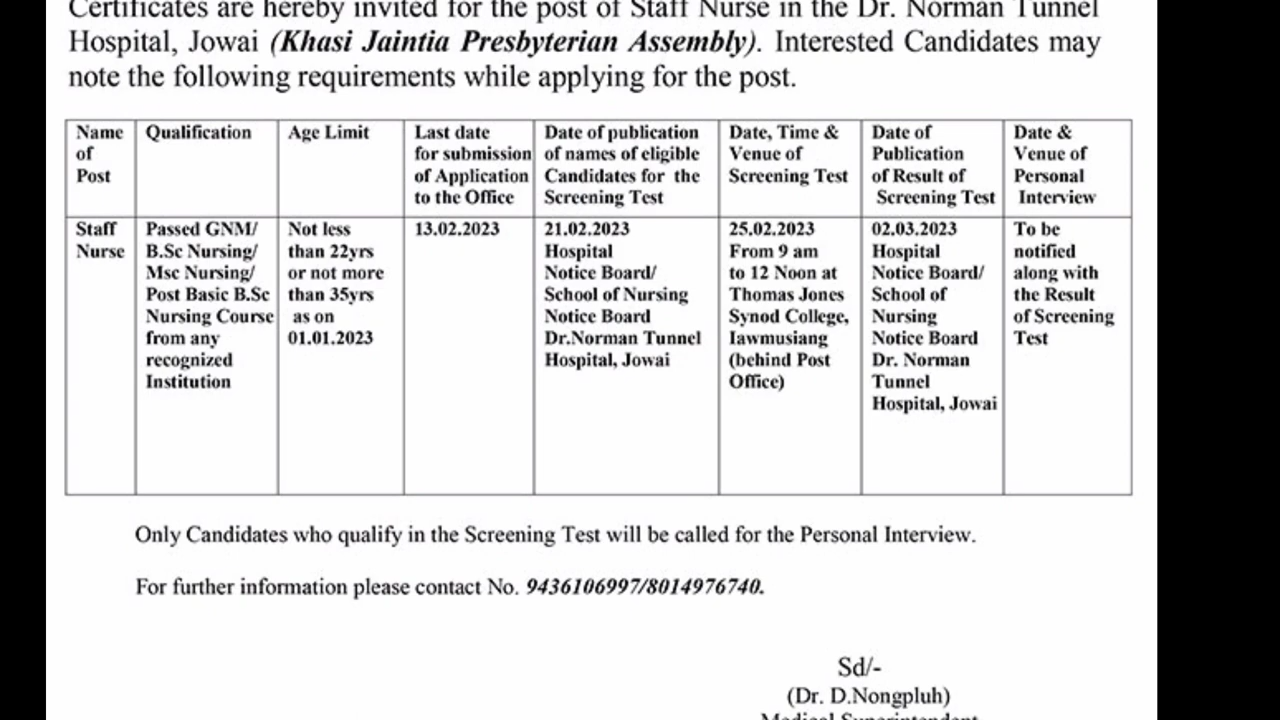 Certificates are hereby invited for the post of Staff Nurse in the Dr. Norman Tunnel
Hospital, Jowai (Khasi Jaintia Presbyterian Assembly). Interested Candidates may
note the following requirements while applying for the post.
Name
of
Post
Qualification
Age Limit
Last date
for submission
of Application
to the Office
Date of publication
of names of eligible
Candidates for the
Screening Test
Date, Time &
Venue of
Screening Test
Date of
Publication
of Result of
Screening Test
Date &
Venue of
Personal
Interview
Staff
Nurse
Passed GNM/
B.Sc Nursing/
Msc Nursing/
Post Basic B.Sc
Nursing Course
from any
recognized
Institution
Not less
than 22yrs
or not more
than 35yrs
as on
01.01.2023
13.02.2023
21.02.2023
Hospital
Notice Board/
School of Nursing
Notice Board
Dr.Norman Tunnel
Hospital, Jowai
25.02.2023
From 9 am
to 12 Noon at
Thomas Jones
Synod College,
Iawmusiang
(behind Post
Office)
02.03.2023
Hospital
Notice Board/
School of
Nursing
Notice Board
Dr. Norman
Tunnel
Hospital, Jowai
To be
notified
along with
the Result
of Screening
Test
Only Candidates who qualify in the Screening Test will be called for the Personal Interview.
For further information please contact No. 9436106997/8014976740.
Sd/-
(Dr. D.Nongpluh)
Medical Superintendent